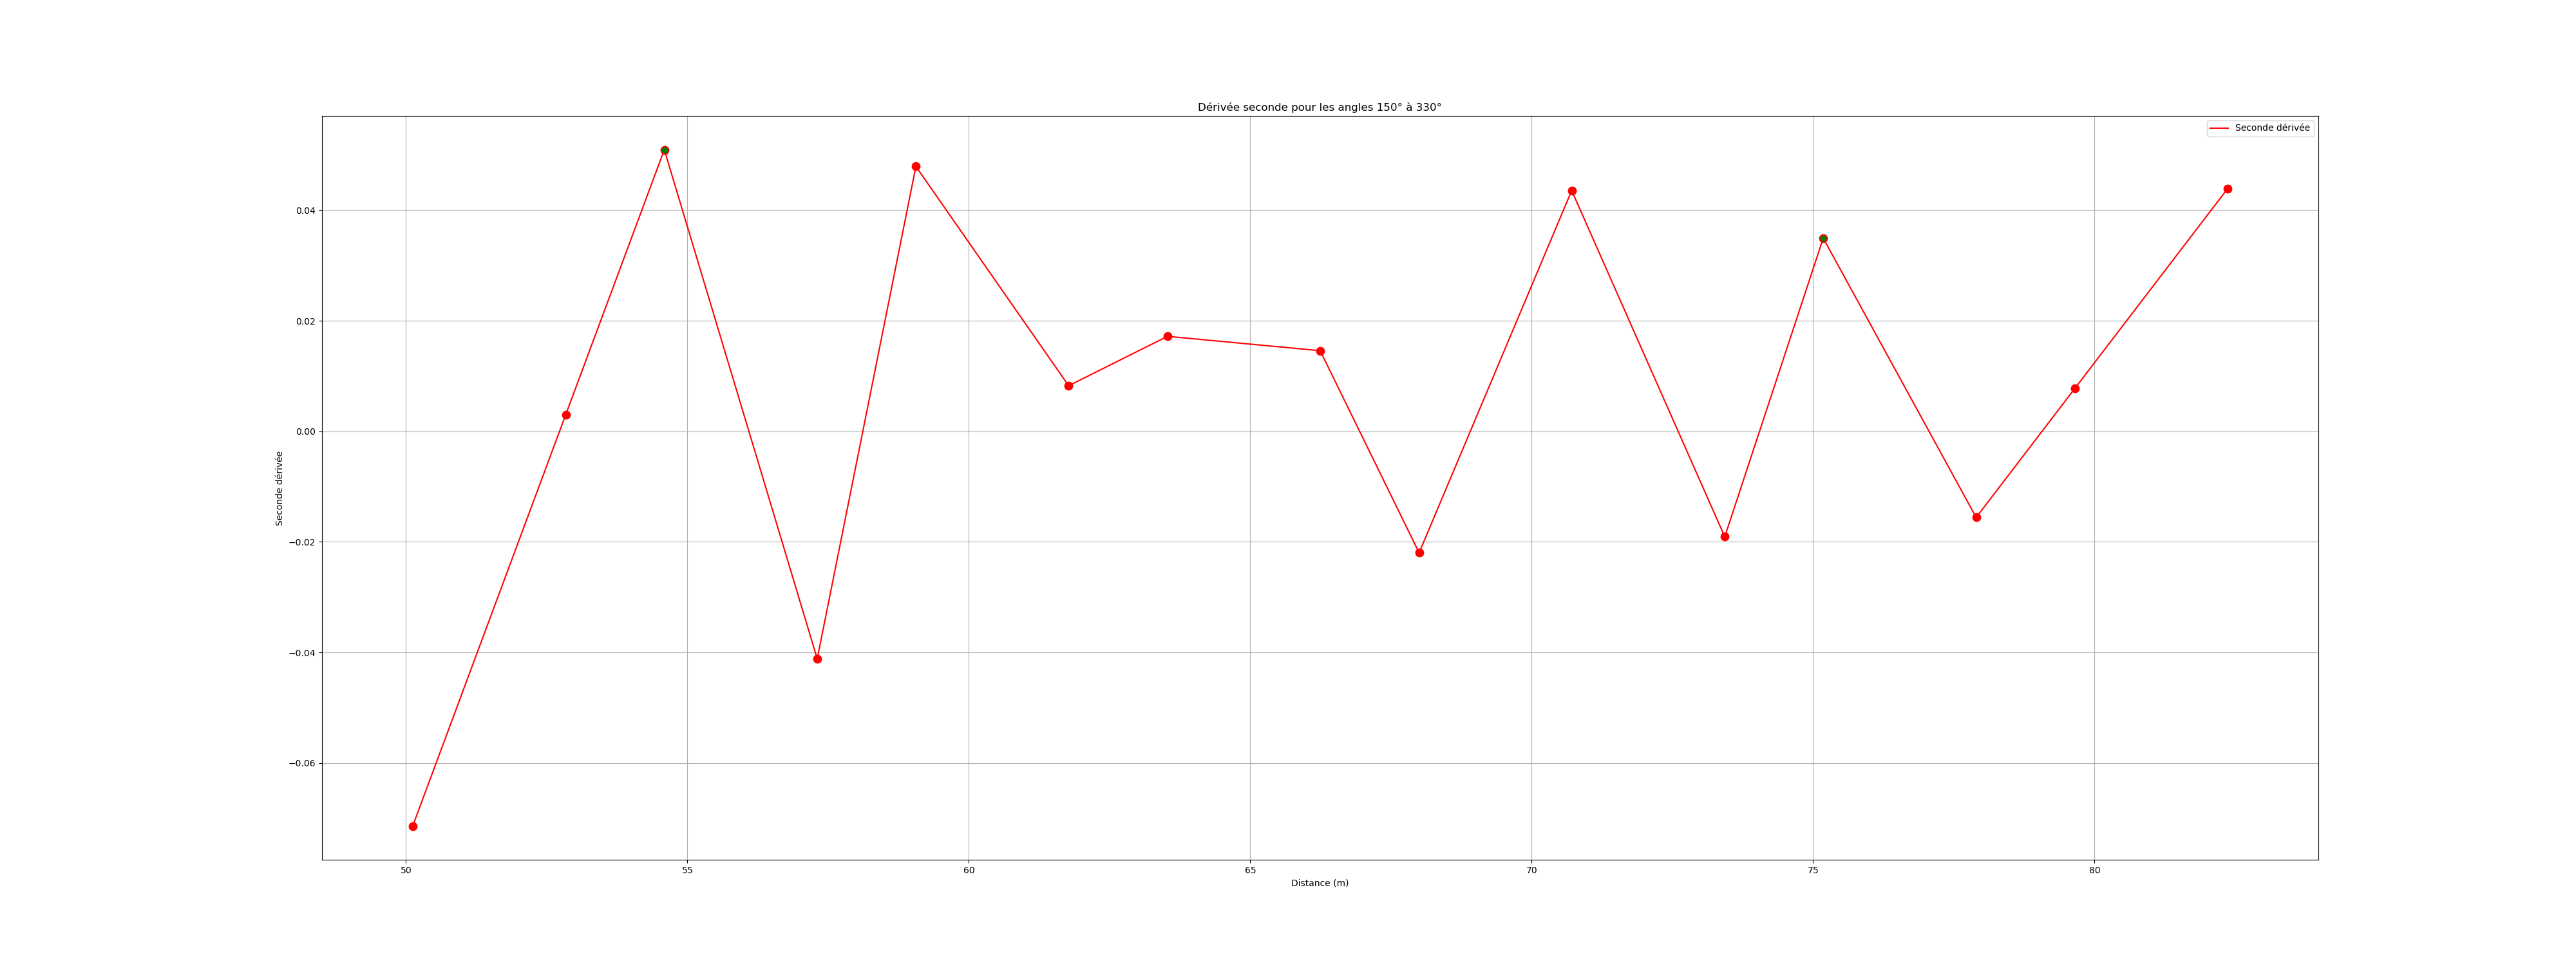 Dérivée seconde pour les angles 150° à 330°
Seconde dérivée
0.04
0.02
0.00
−0.02
−0.04
−0.06
Seconde dérivée
50 55 60 65 70 75 80
Distance (m)